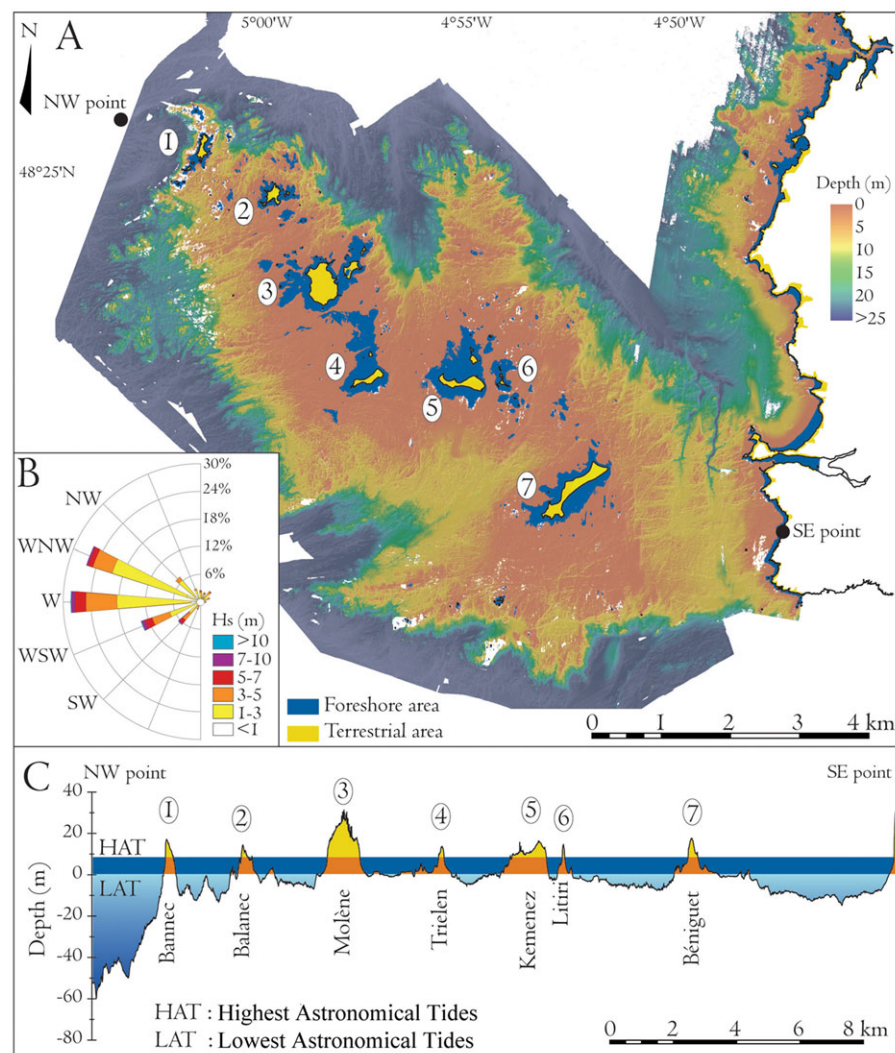 A
N
5°00'W
4°55'W
4°50'W
NW point
48°25'N
1
2
3
4
5
6
7
Depth (m)
0
5
10
15
20
>25
SE point
B
30%
24%
18%
12%
6%
NW
WNW
W
WSW
SW
Hs (m)
>10
7-10
5-7
3-5
1-3
<1
Foreshore area
Terrestrial area
0 1 2 3 4 km
C
NW point
SE point
1 2 3 4 5 6 7
Depth (m)
40
20
0
-20
-40
-60
-80
HAT
LAT
Bannec
Balanec
Molène
Trielen
Kemenez
Litiri
Béniguet
HAT : Highest Astronomical Tides
LAT : Lowest Astronomical Tides
0 2 4 6 8 km